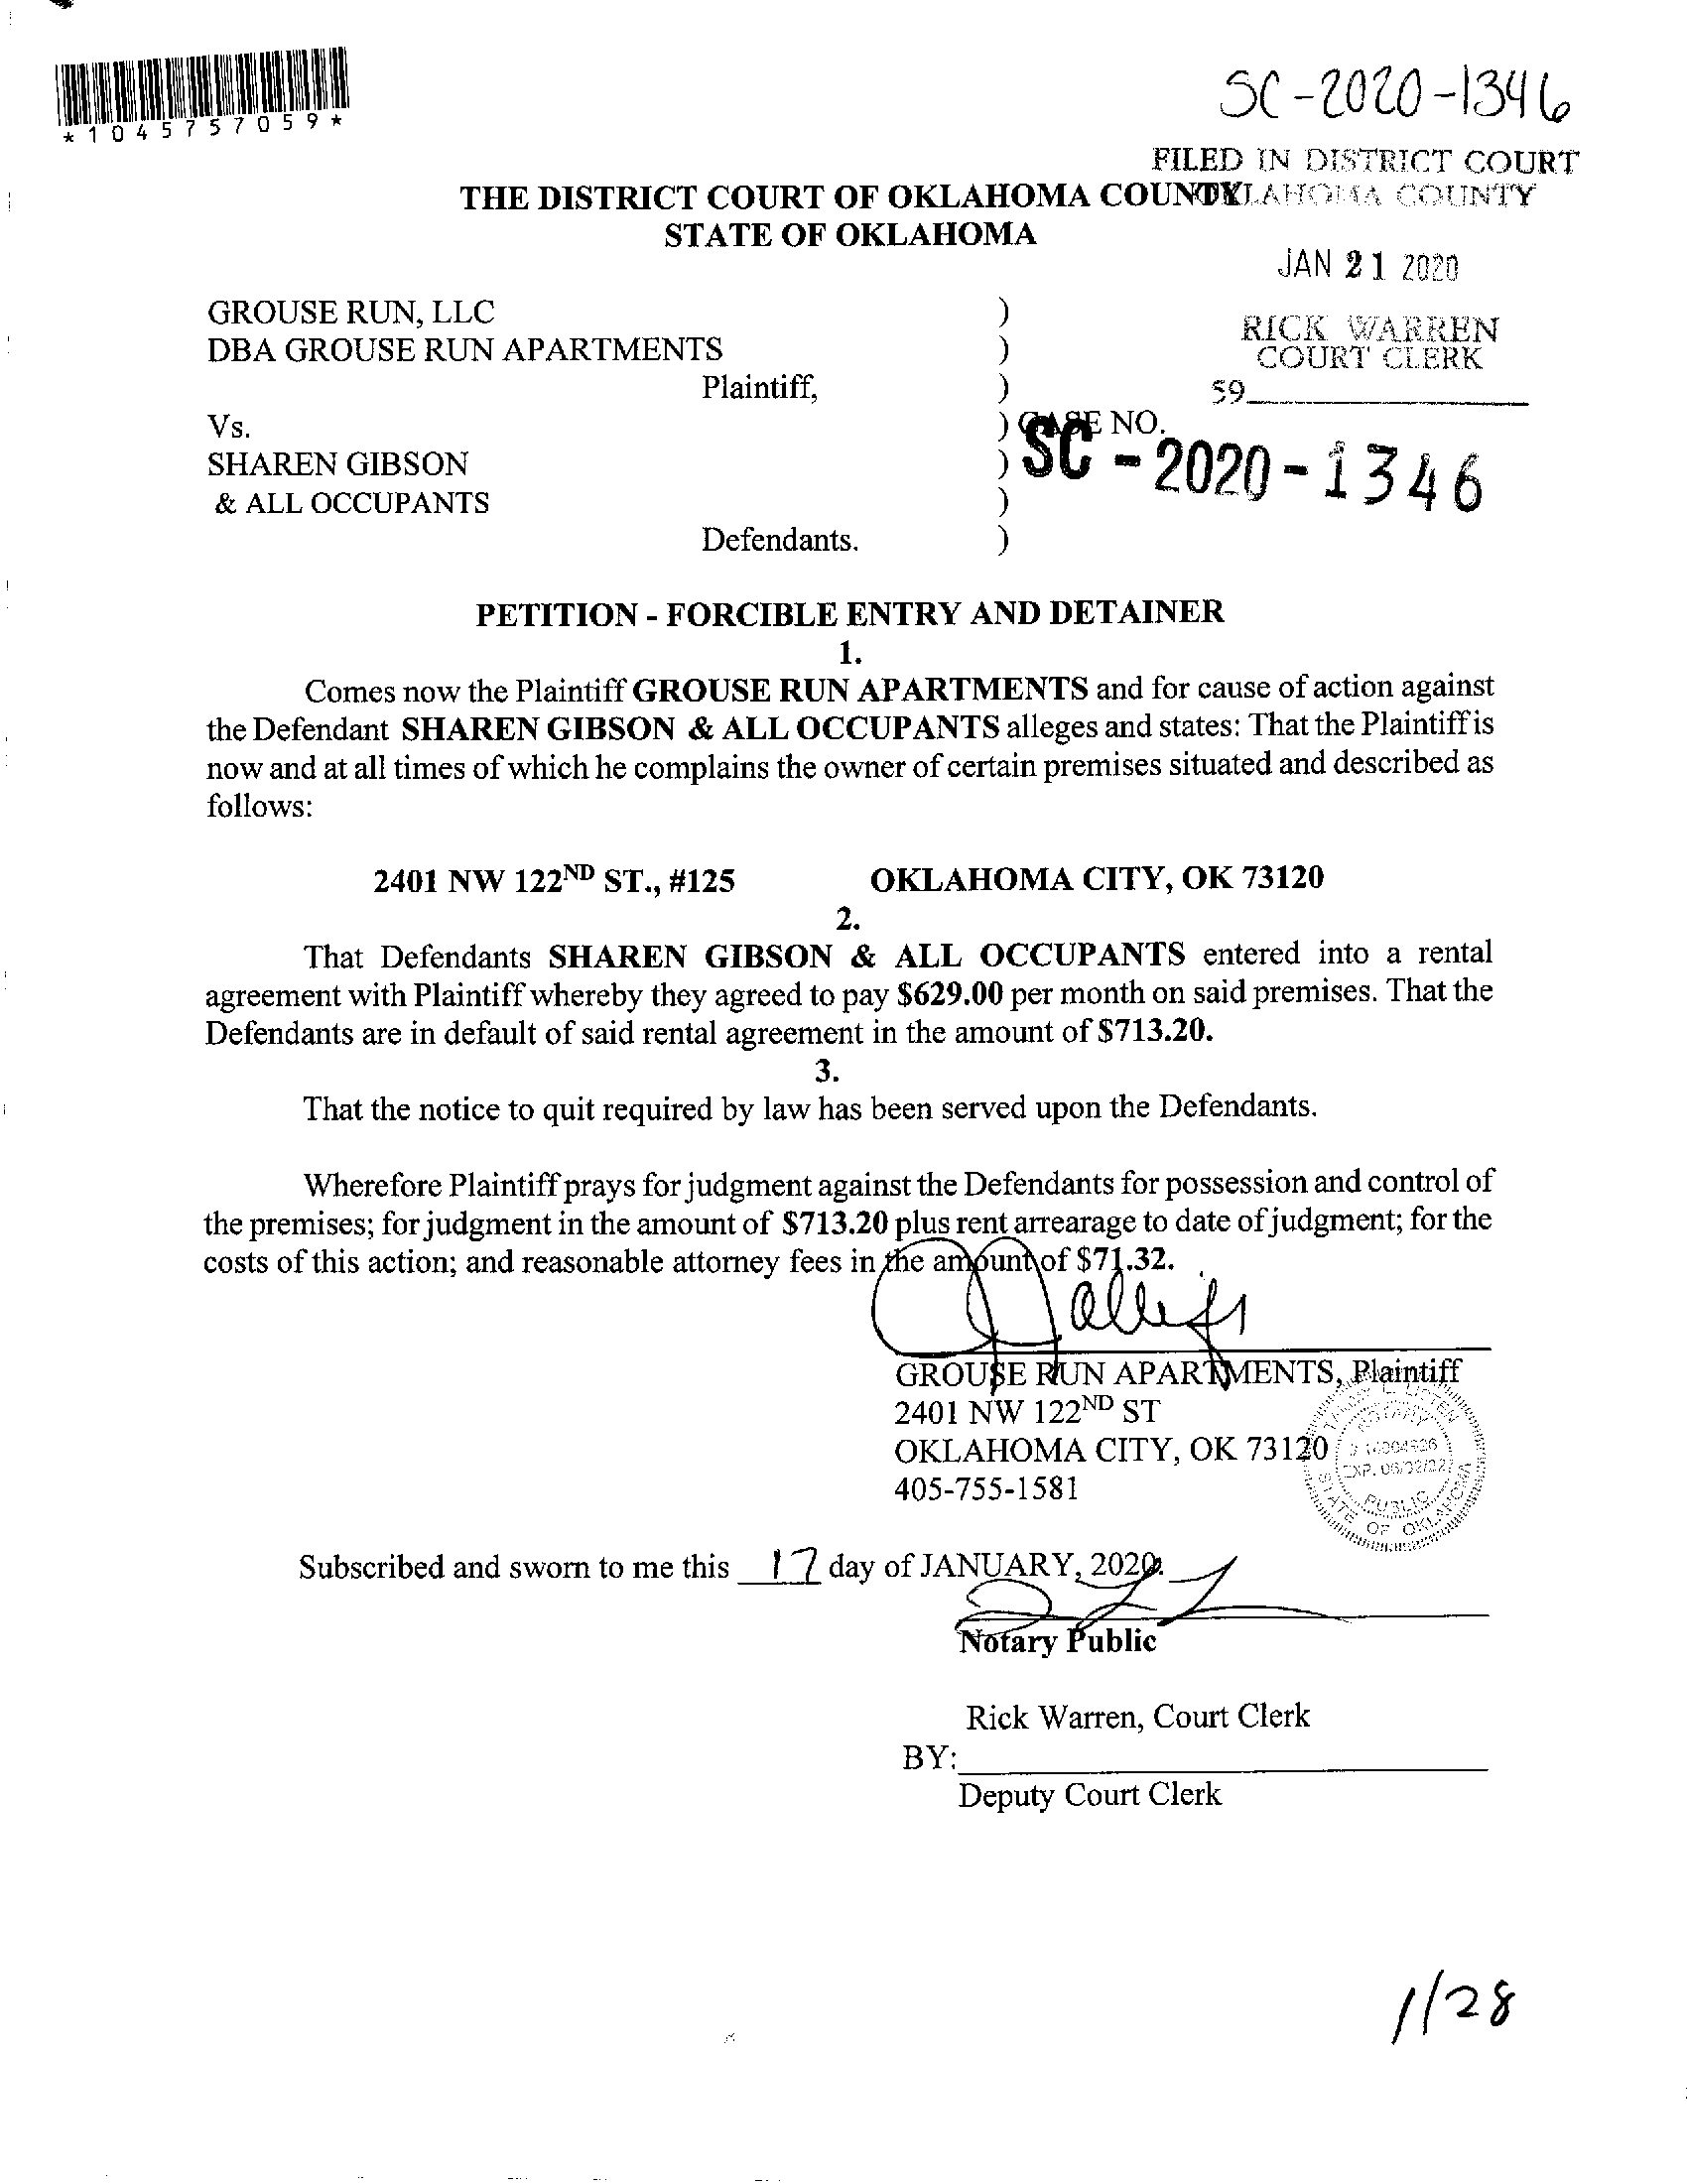 *1045757059*
SC-2020-1346
FILED IN DISTRICT COURT
OKLAHOMA COUNTY
THE DISTRICT COURT OF OKLAHOMA COUNTY
STATE OF OKLAHOMA
JAN 21 2020
GROUSE RUN, LLC )
DBA GROUSE RUN APARTMENTS )
RICK WARREN
COURT CLERK
Plaintiff, )
59
Vs. ) CASE NO.
SHAREN GIBSON ) SC-2020-1346
& ALL OCCUPANTS )
Defendants. )
PETITION - FORCIBLE ENTRY AND DETAINER
1.
Comes now the Plaintiff GROUSE RUN APARTMENTS and for cause of action against
the Defendant SHAREN GIBSON & ALL OCCUPANTS alleges and states: That the Plaintiff is
now and at all times of which he complains the owner of certain premises situated and described as
follows:
2401 NW 122ND ST., #125 OKLAHOMA CITY, OK 73120
2.
That Defendants SHAREN GIBSON & ALL OCCUPANTS entered into a rental
agreement with Plaintiff whereby they agreed to pay $629.00 per month on said premises. That the
Defendants are in default of said rental agreement in the amount of $713.20.
3.
That the notice to quit required by law has been served upon the Defendants.
Wherefore Plaintiff prays for judgment against the Defendants for possession and control of
the premises; for judgment in the amount of $713.20 plus rent arrearage to date of judgment; for the
costs of this action; and reasonable attorney fees in the amount of $71.32.
GROUSE RUN APARTMENTS, Plaintiff
2401 NW 122ND ST
OKLAHOMA CITY, OK 73120
405-755-1581
NOTARY
PUBLIC
STATE OF OKLAHOMA
Subscribed and sworn to me this 17 day of JANUARY, 2020.
Notary Public
Rick Warren, Court Clerk
BY:
Deputy Court Clerk
1/28